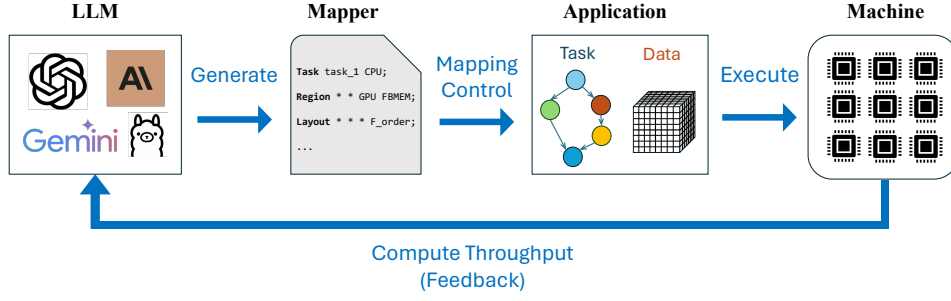 LLM
Mapper
Application
Machine
AI
Gemini
Generate
Task task_1 CPU;
Region * * GPU FBMEM;
Layout * * * F_order;
...
Mapping
Control
Task
Data
Execute
Compute Throughput
(Feedback)